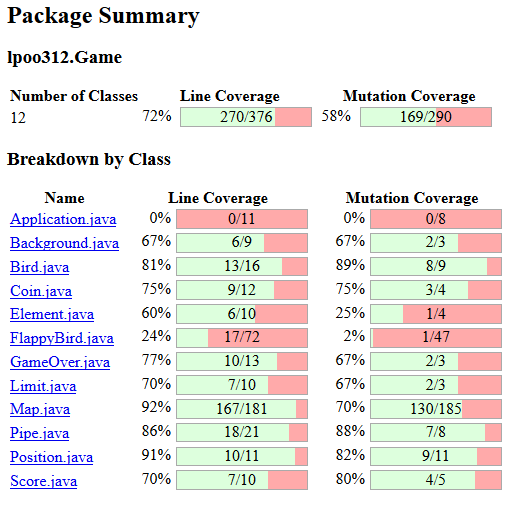 Package Summary
lpoo312.Game
Number of Classes Line Coverage Mutation Coverage
12 72% 270/376 58% 169/290
Breakdown by Class
Name Line Coverage Mutation Coverage
Application.java 0% 0/11 0% 0/8
Background.java 67% 6/9 67% 2/3
Bird.java 81% 13/16 89% 8/9
Coin.java 75% 9/12 75% 3/4
Element.java 60% 6/10 25% 1/4
FlappyBird.java 24% 17/72 2% 1/47
GameOver.java 77% 10/13 67% 2/3
Limit.java 70% 7/10 67% 2/3
Map.java 92% 167/181 70% 130/185
Pipe.java 86% 18/21 88% 7/8
Position.java 91% 10/11 82% 9/11
Score.java 70% 7/10 80% 4/5